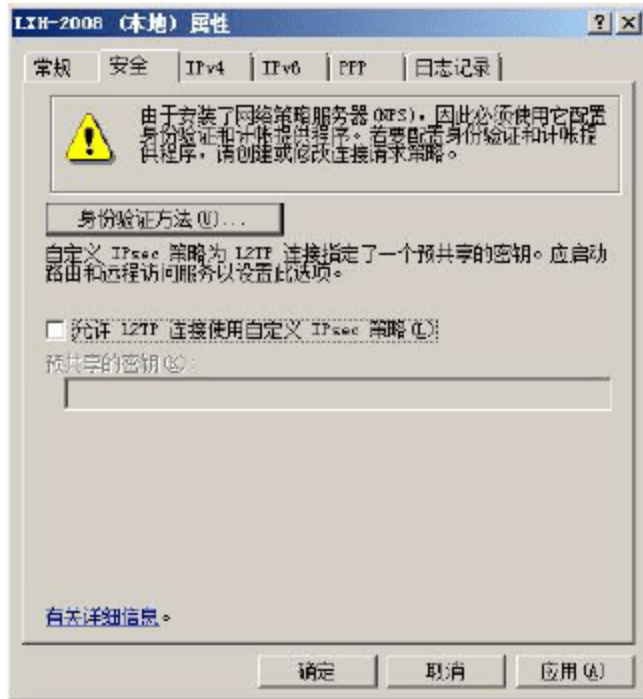 LXH-2008 (本地) 属性
常规 安全 IPv4 IPv6 PPP 日志记录
由于安装了网络策略服务器(NPS)，因此必须使用它配置
身份验证和计帐提供程序。若要配置身份验证和计帐提
供程序，请创建或修改连接请求策略。
身份验证方法(U)...
自定义 IPsec 策略为 L2TP 连接指定了一个预共享的密钥。应启动
路由和远程访问服务以设置此选项。
允许 L2TP 连接使用自定义 IPsec 策略(L)
预共享的密钥(K):
有关详细信息。
确定 取消 应用(A)